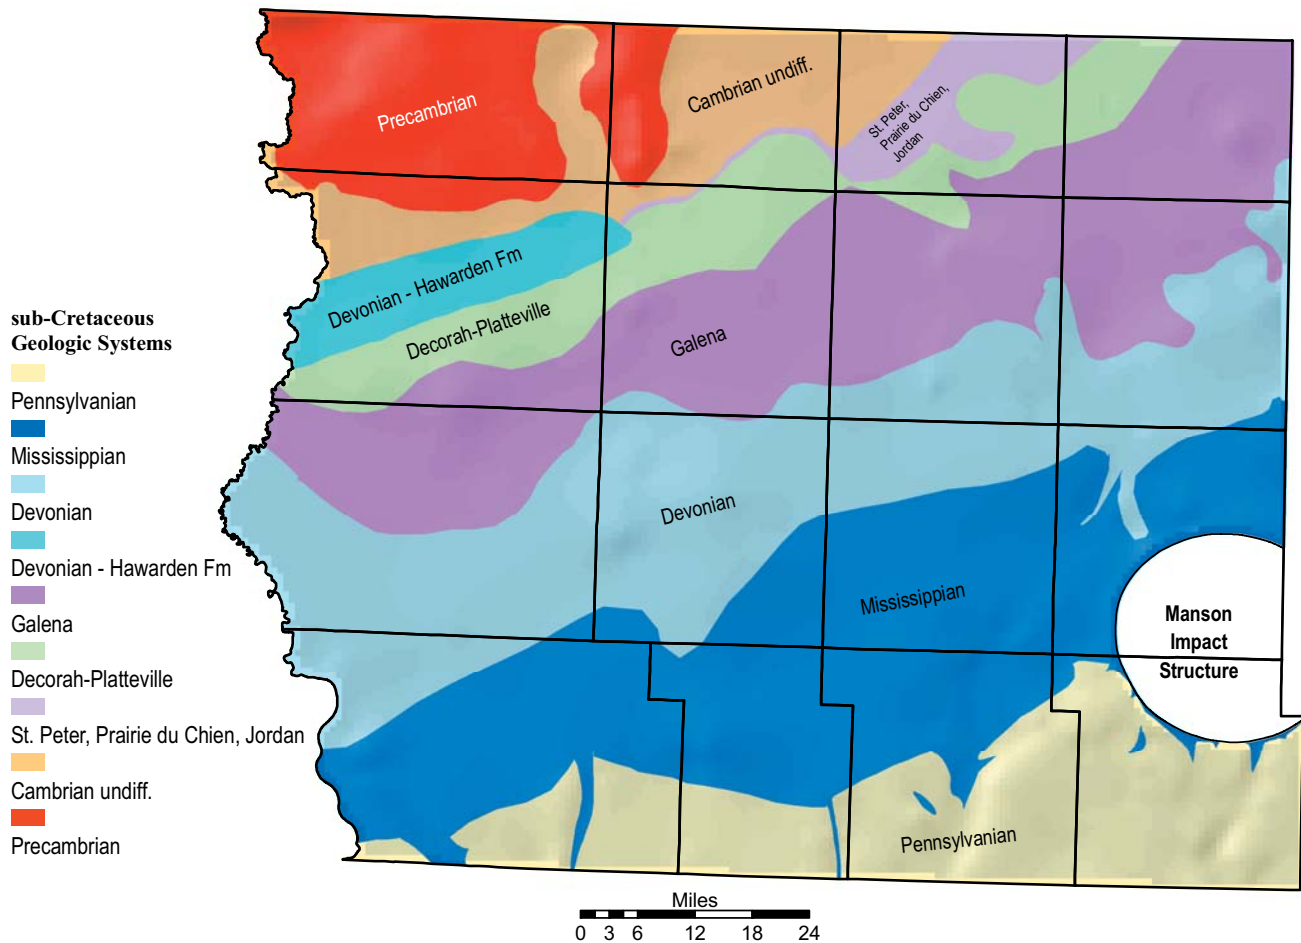 Precambrian
Cambrian undiff.
St. Peter,
Prairie du Chien,
Jordan
Devonian - Hawarden Fm
Decorah-Platteville
Galena
Devonian
Mississippian
Manson
Impact
Structure
Pennsylvanian
sub-Cretaceous
Geologic Systems
Pennsylvanian
Mississippian
Devonian
Devonian - Hawarden Fm
Galena
Decorah-Platteville
St. Peter, Prairie du Chien, Jordan
Cambrian undiff.
Precambrian
Miles
0 3 6 12 18 24